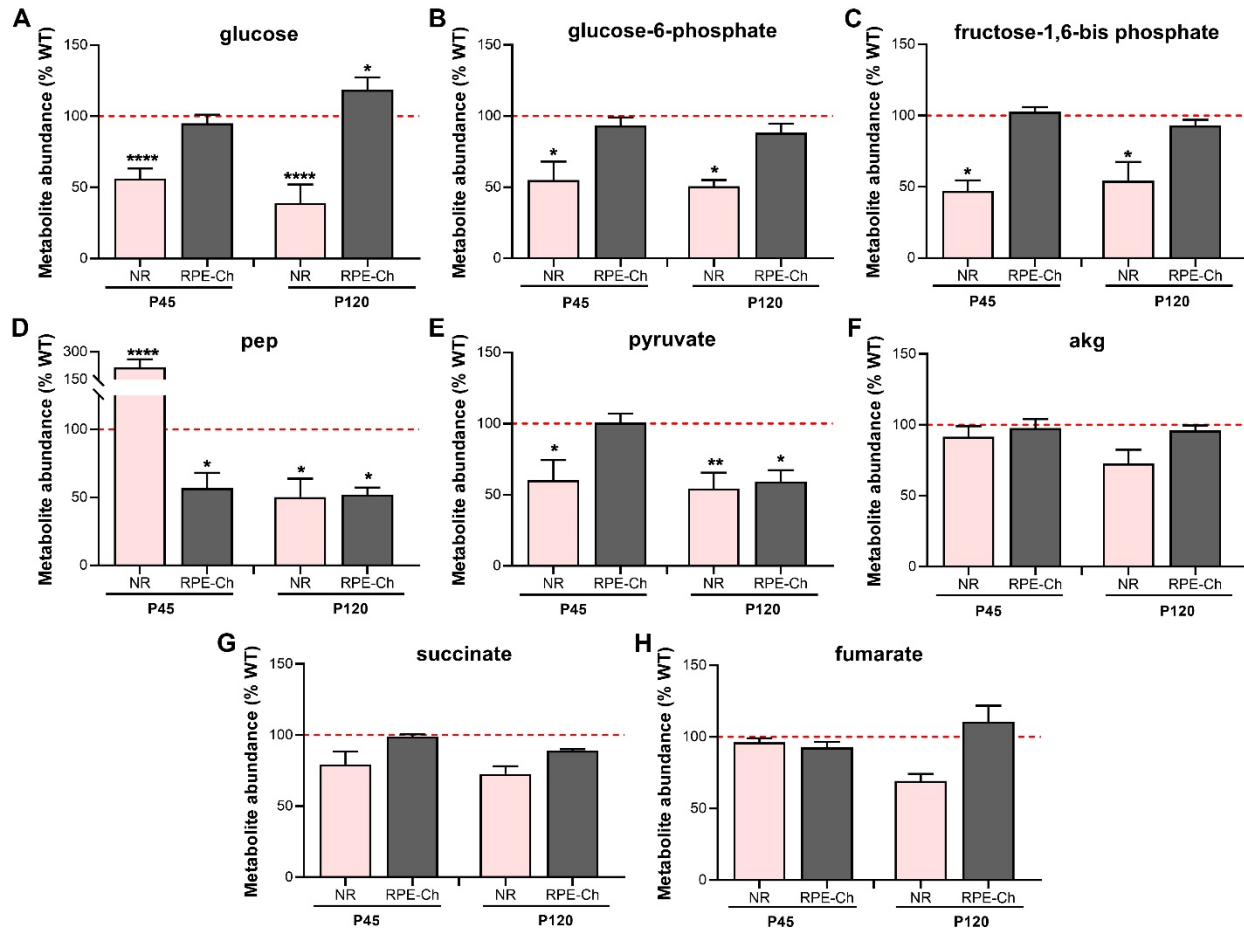 A
glucose
Metabolite abundance (% WT)
150
100
50
0
****
****
*
NR
RPE-Ch
NR
RPE-Ch
P45
P120
B
glucose-6-phosphate
Metabolite abundance (% WT)
150
100
50
0
*
*
NR
RPE-Ch
NR
RPE-Ch
P45
P120
C
fructose-1,6-bis phosphate
Metabolite abundance (% WT)
150
100
50
0
*
*
NR
RPE-Ch
NR
RPE-Ch
P45
P120
D
pep
Metabolite abundance (% WT)
300
150
100
50
0
****
*
*
*
NR
RPE-Ch
NR
RPE-Ch
P45
P120
E
pyruvate
Metabolite abundance (% WT)
150
100
50
0
*
**
*
NR
RPE-Ch
NR
RPE-Ch
P45
P120
F
akg
Metabolite abundance (% WT)
150
100
50
0
NR
RPE-Ch
NR
RPE-Ch
P45
P120
G
succinate
Metabolite abundance (% WT)
150
100
50
0
NR
RPE-Ch
NR
RPE-Ch
P45
P120
H
fumarate
Metabolite abundance (% WT)
150
100
50
0
NR
RPE-Ch
NR
RPE-Ch
P45
P120